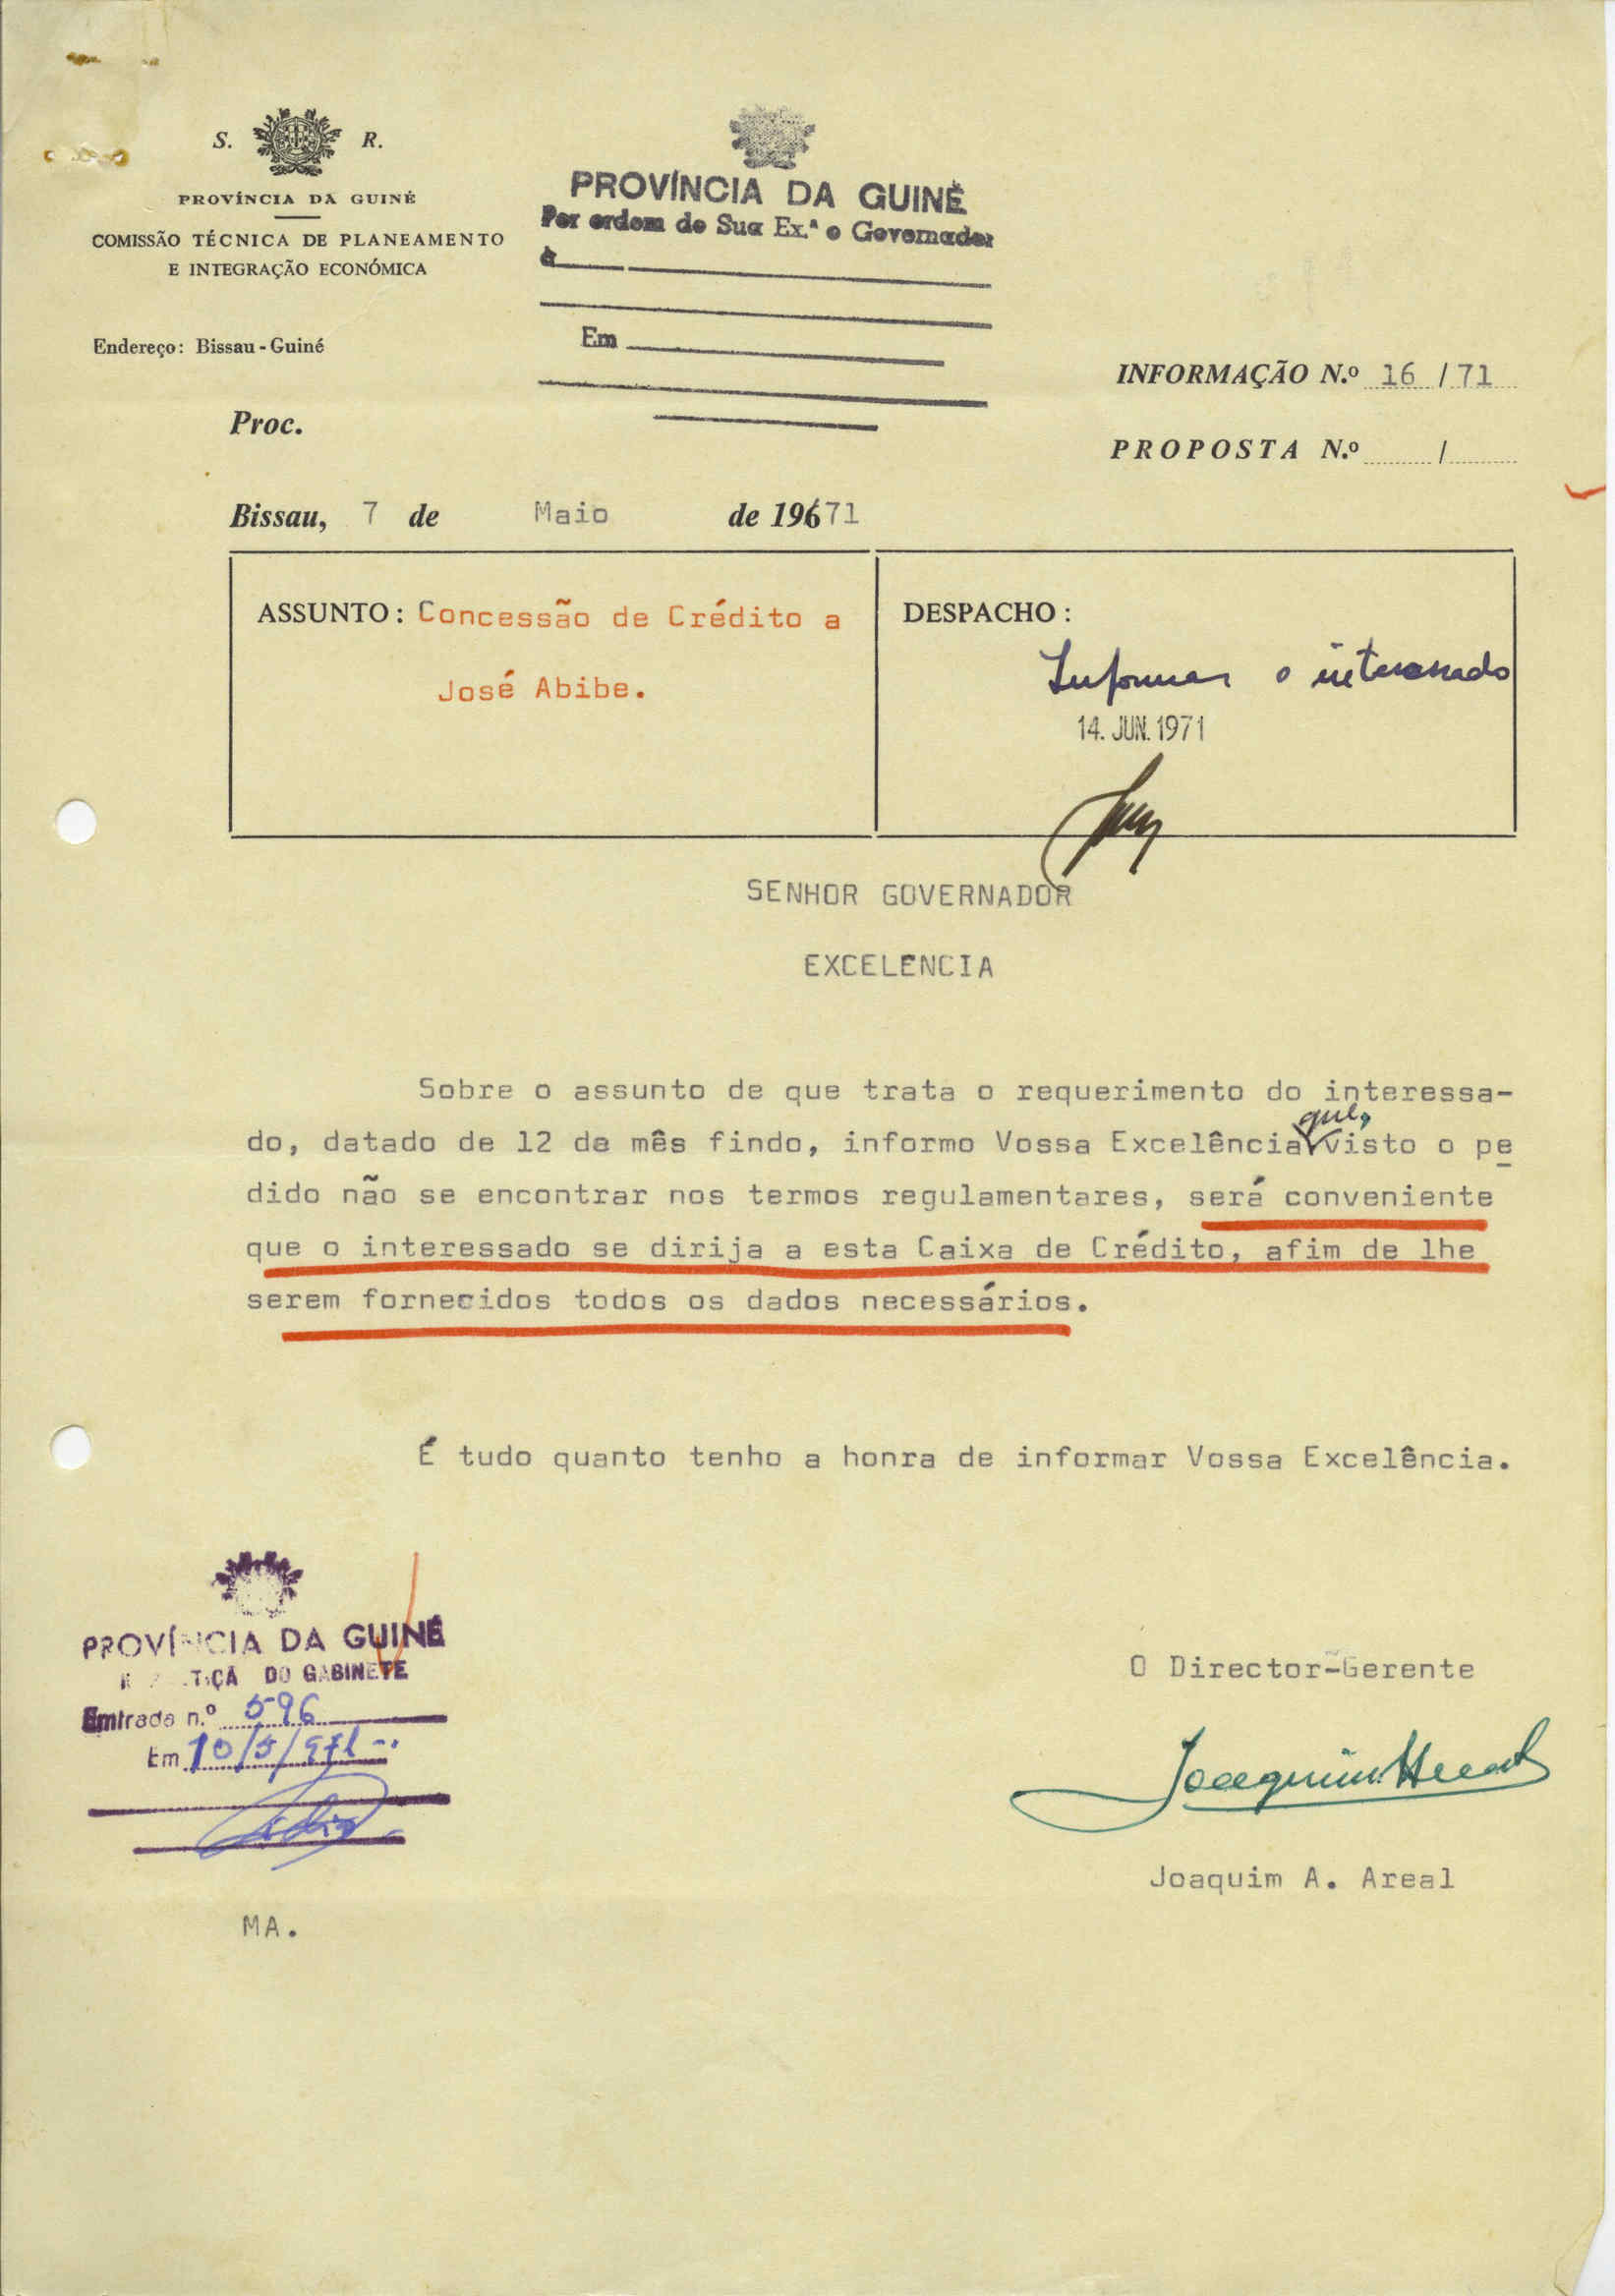 S. R.
PROVÍNCIA DA GUINÉ
COMISSÃO TÉCNICA DE PLANEAMENTO
E INTEGRAÇÃO ECONÓMICA
Endereço: Bissau - Guiné
PROVÍNCIA DA GUINÉ
Por ordem de Sua Ex.ª o Governador
à
Em
INFORMAÇÃO N.º 16 / 71
PROPOSTA N.º /
Proc.
Bissau, 7 de Maio de 19671
ASSUNTO: Concessão de Crédito a
José Abibe.
DESPACHO:
Informar o interessado
14. JUN. 1971
SENHOR GOVERNADOR
EXCELENCIA
Sobre o assunto de que trata o requerimento do interessa-
do, datado de 12 de mês findo, informo Vossa Excelência que, visto o pe
dido não se encontrar nos termos regulamentares, será conveniente
que o interessado se dirija a esta Caixa de Crédito, afim de lhe
serem fornecidos todos os dados necessários.
É tudo quanto tenho a honra de informar Vossa Excelência.
PROVÍNCIA DA GUINÉ
DO GABINETE
Entrada n.º 596
Em 10/5/971
O Director-Gerente
Joaquim Areal
Joaquim A. Areal
MA.